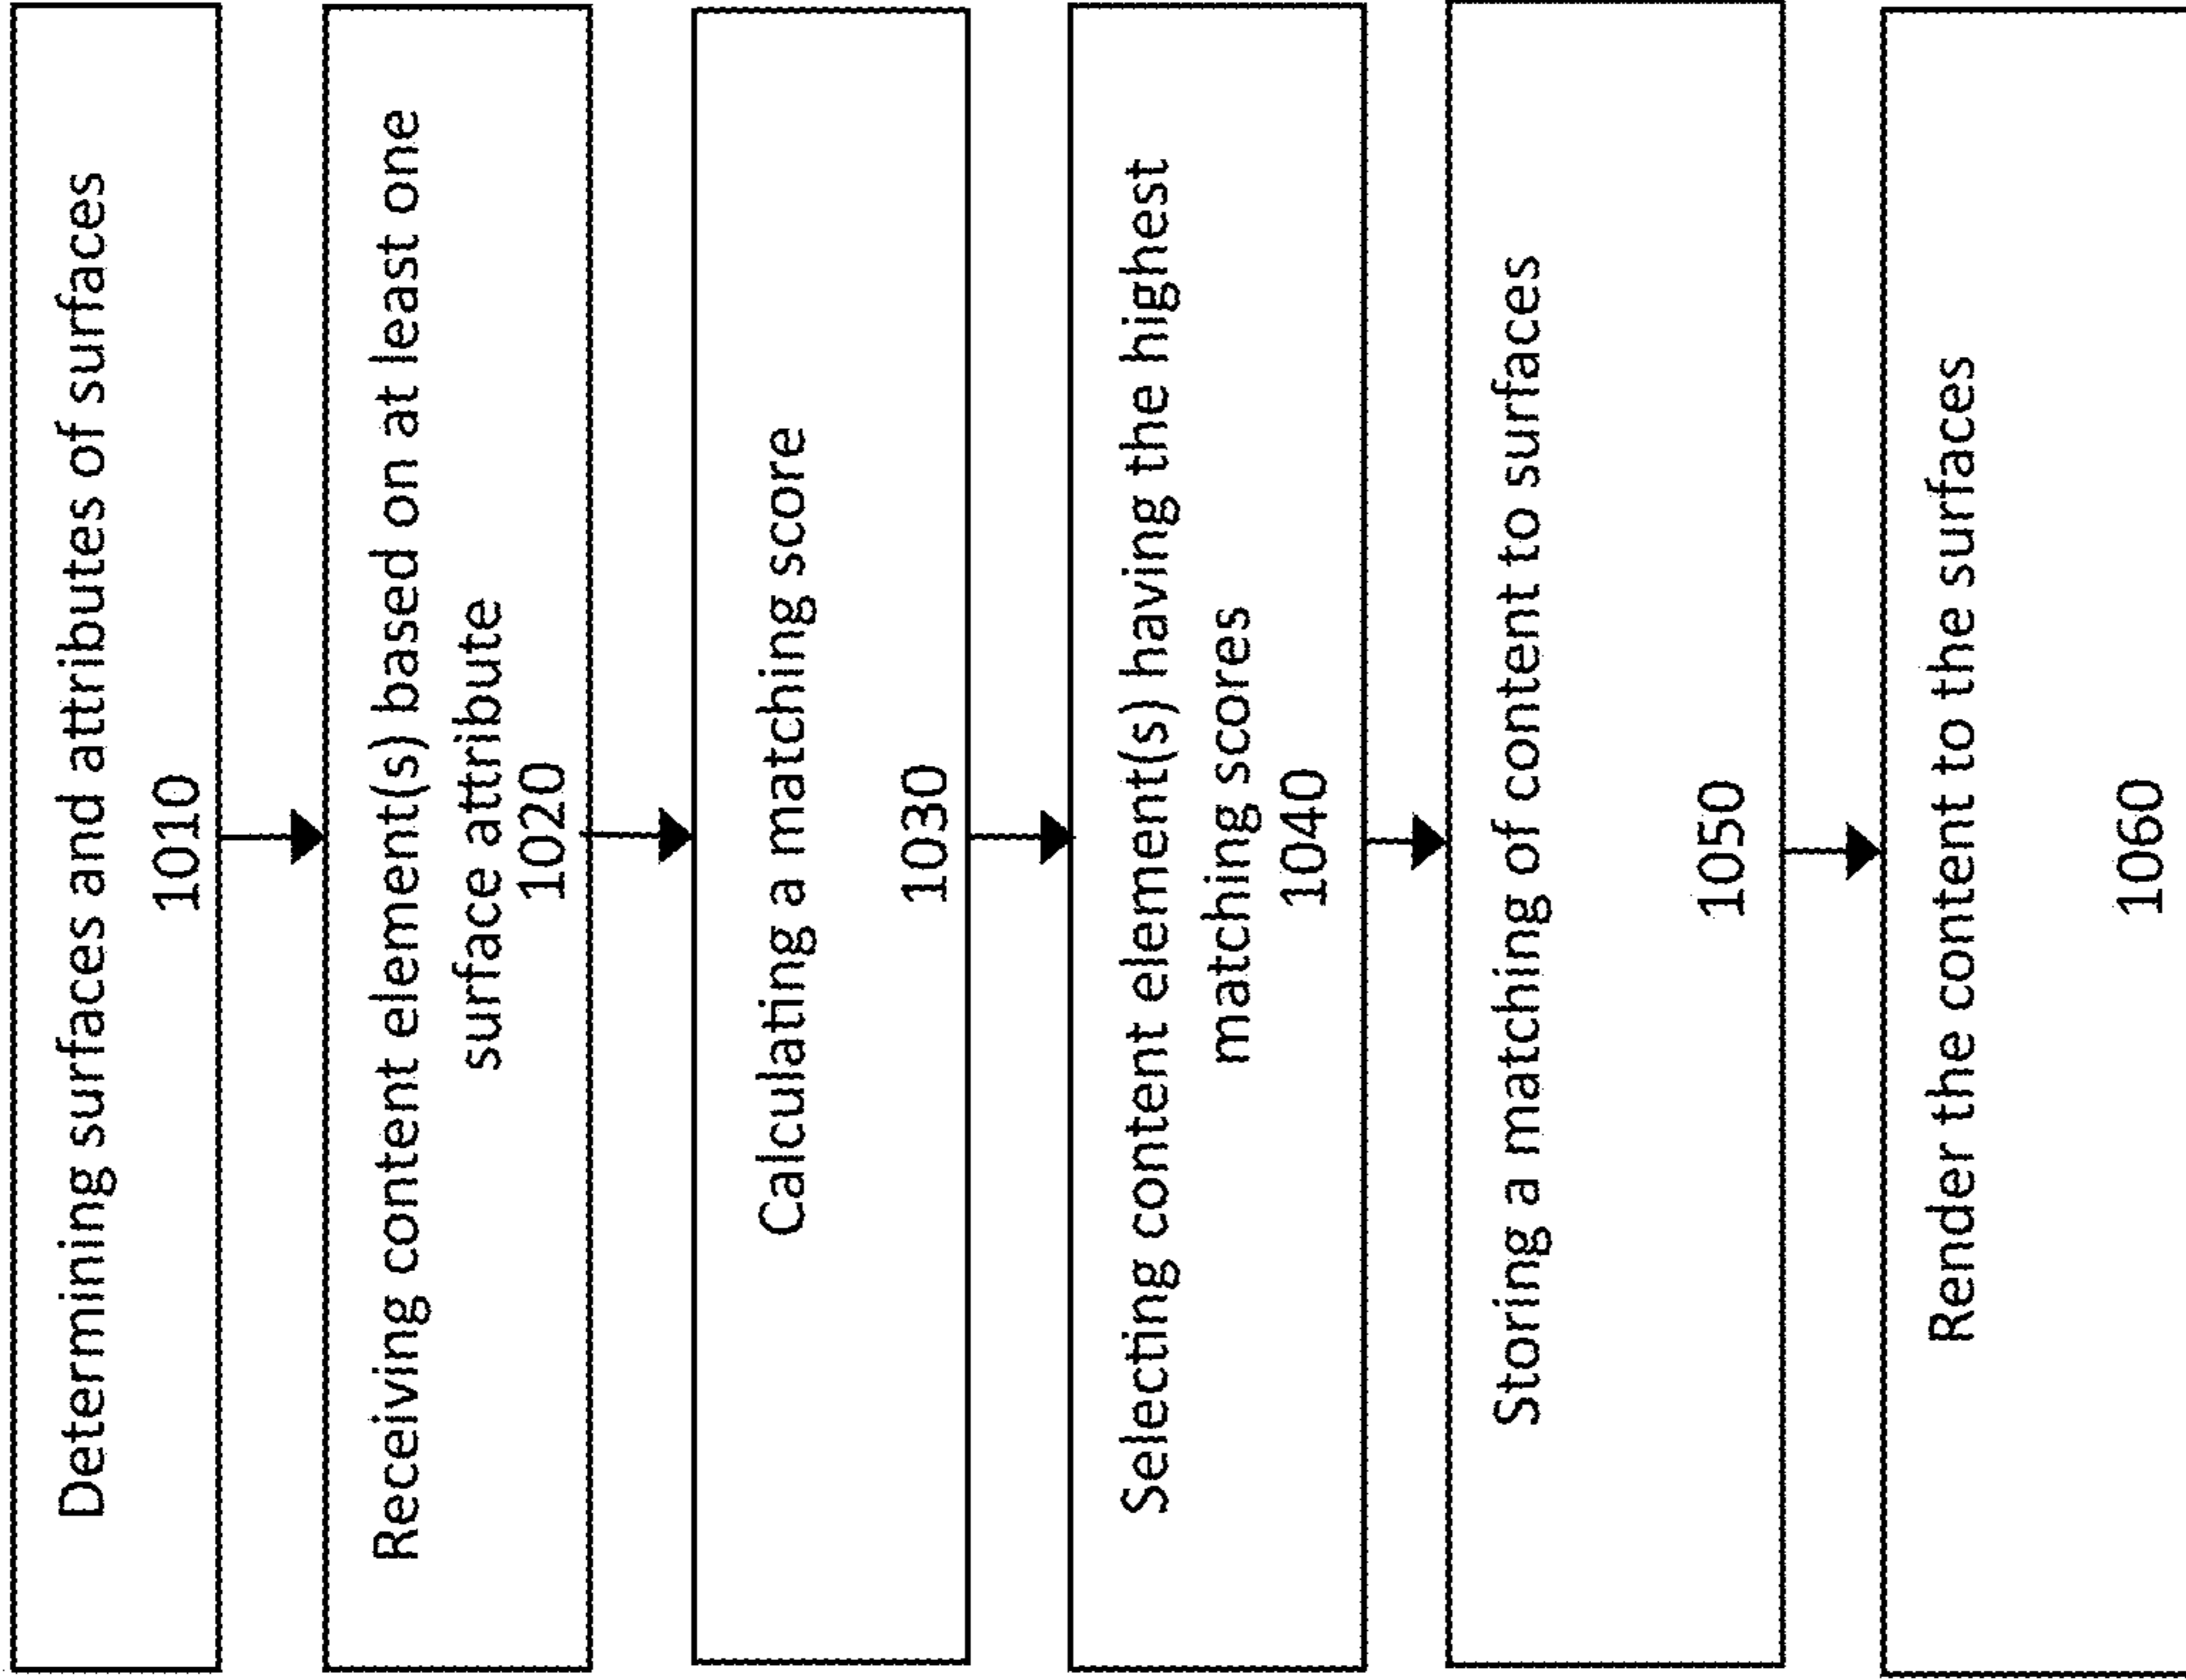 Determining surfaces and attributes of surfaces
1010
Receiving content element(s) based on at least one
surface attribute
1020
Calculating a matching score
1030
Selecting content element(s) having the highest
matching scores
1040
Storing a matching of content to surfaces
1050
Render the content to the surfaces
1060